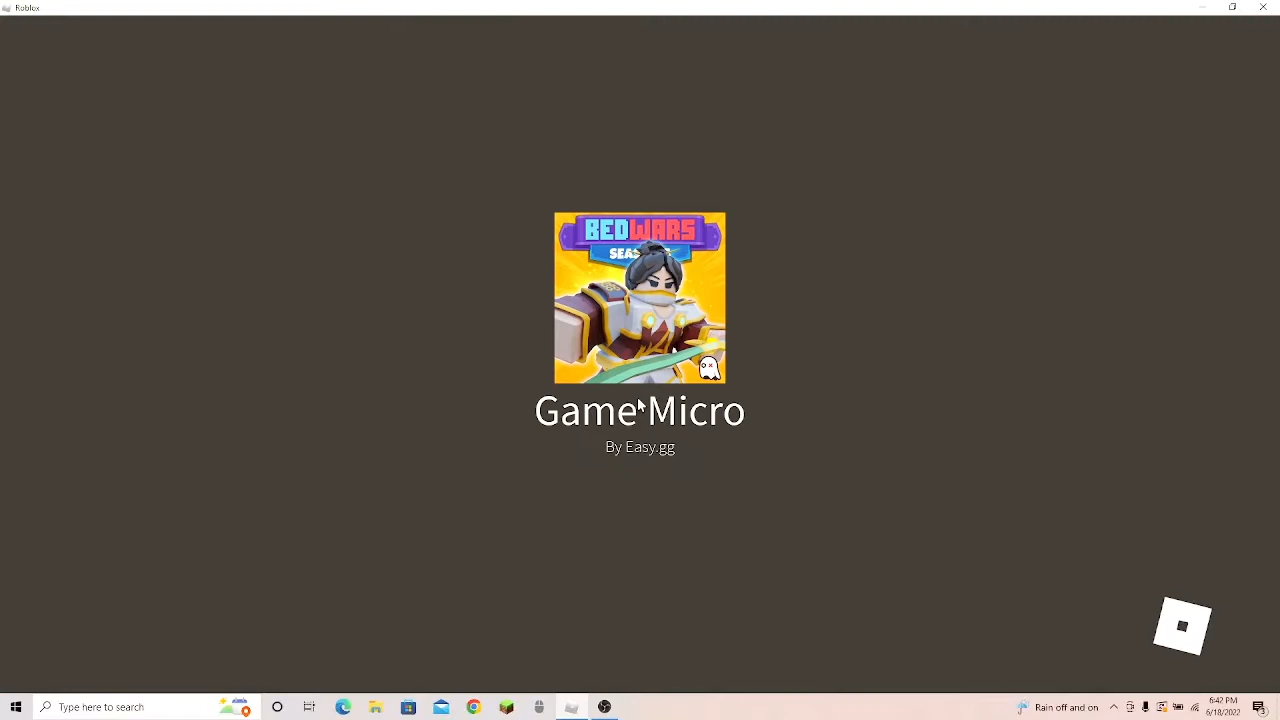 Roblox
BEDWARS
Game Micro
By Easy.gg
Type here to search
Rain off and on
6:42 PM
6/18/2022
3